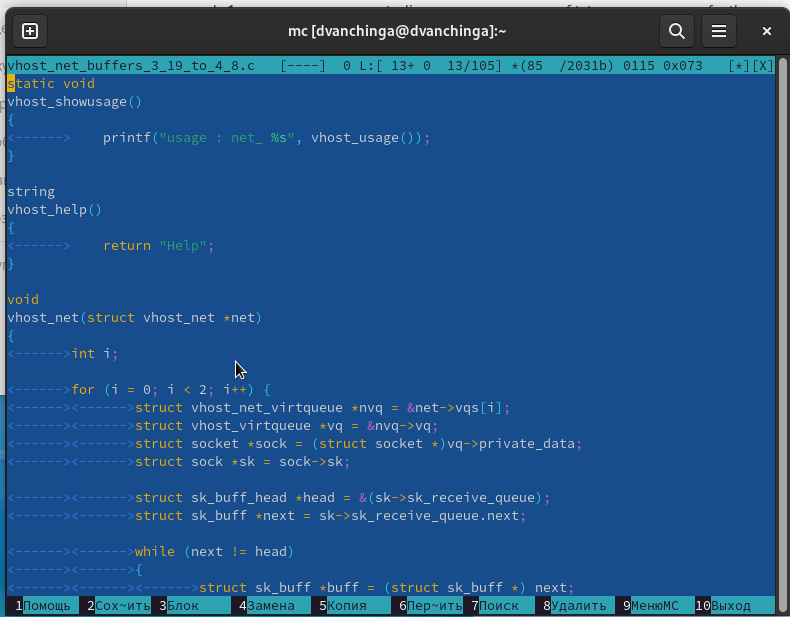 mc [dvanchinga@dvanchinga]:~
vhost_net_buffers_3_19_to_4_8.c [----] 0 L:[ 13+ 0 13/105] *(85 /2031b) 0115 0x073 [*][X]
static void
vhost_showusage()
{
<------> printf("usage : net_ %s", vhost_usage());
}
string
vhost_help()
{
<------> return "Help";
}
void
vhost_net(struct vhost_net *net)
{
<------>int i;
<------>for (i = 0; i < 2; i++) {
<------><------>struct vhost_net_virtqueue *nvq = &net->vqs[i];
<------><------>struct vhost_virtqueue *vq = &nvq->vq;
<------><------>struct socket *sock = (struct socket *)vq->private_data;
<------><------>struct sock *sk = sock->sk;
<------><------>struct sk_buff_head *head = &(sk->sk_receive_queue);
<------><------>struct sk_buff *next = sk->sk_receive_queue.next;
<------><------>while (next != head)
<------><------>{
<------><------><------>struct sk_buff *buff = (struct sk_buff *) next;
1Помощь 2Сох~ить 3Блок 4Замена 5Копия 6Пер~ить 7Поиск 8Удалить 9МенюMC 10Выход